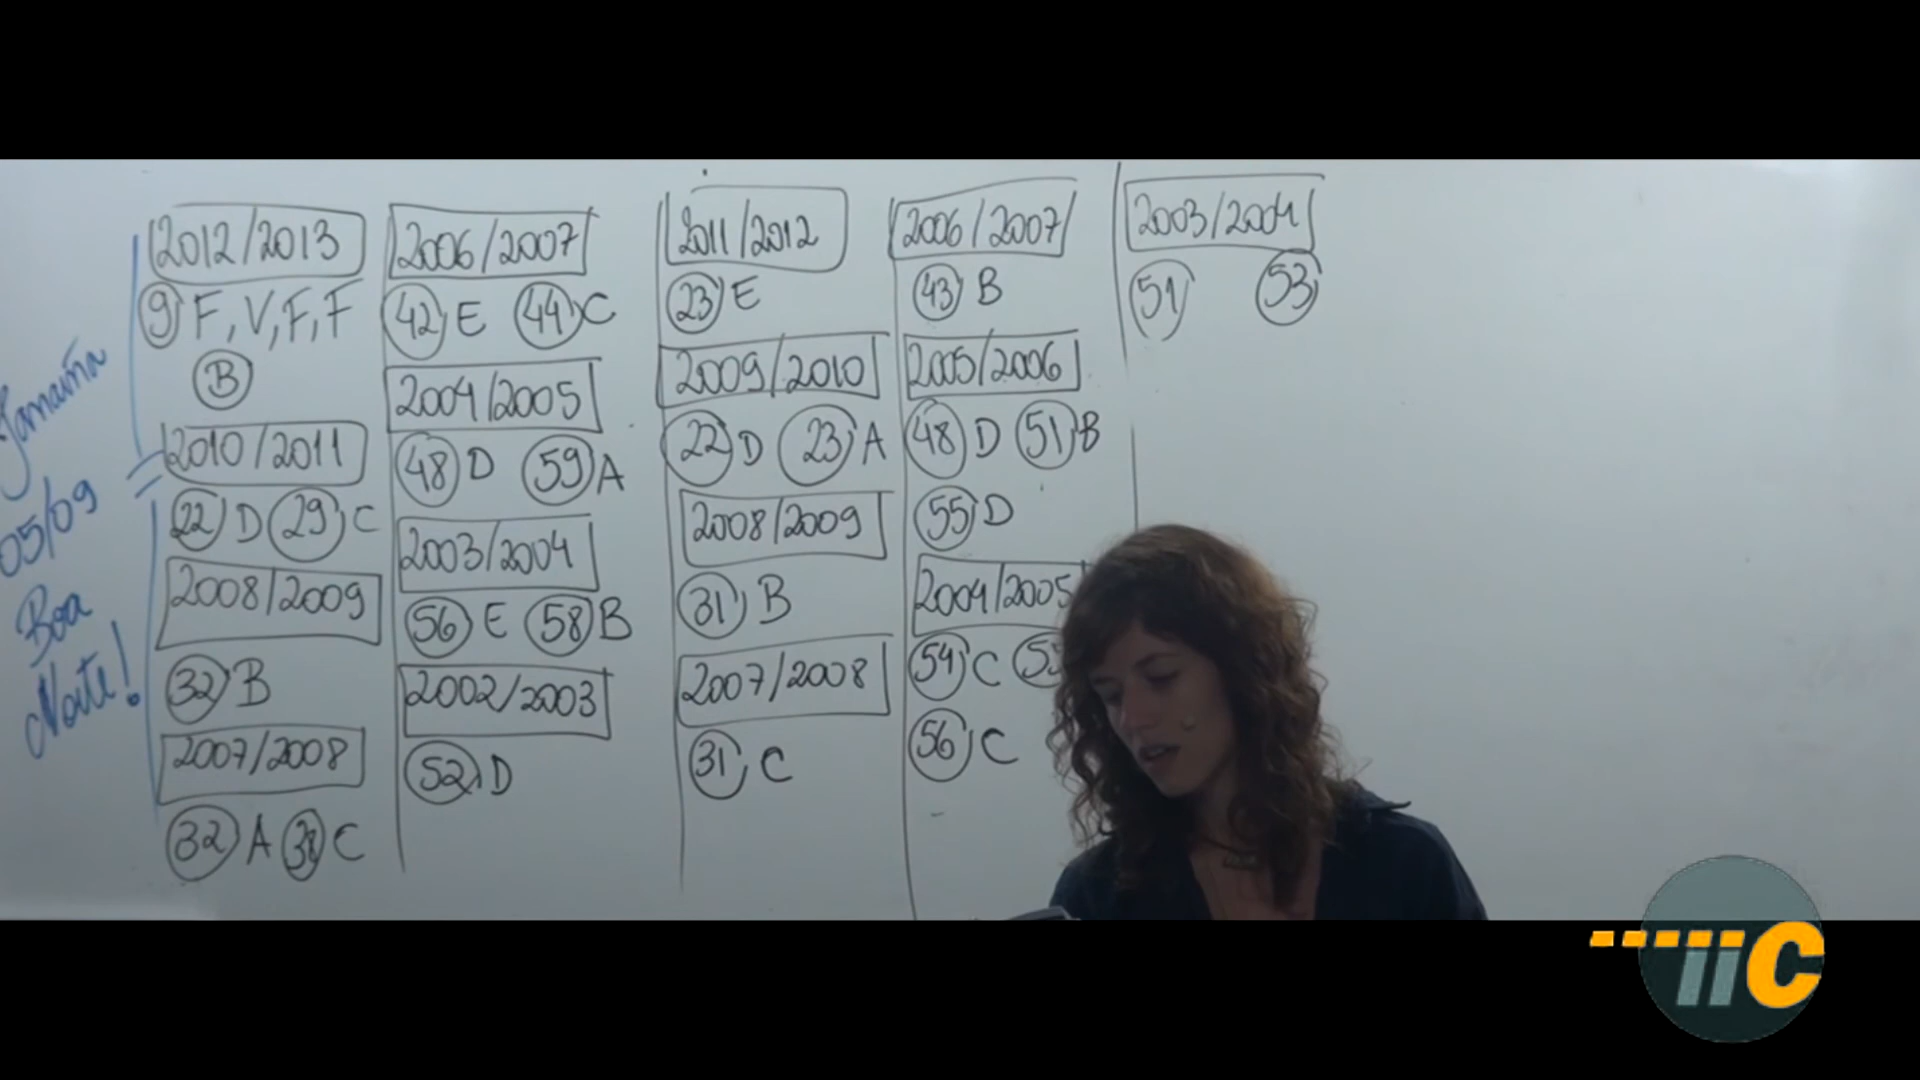 Janaína
05/09
Boa
Noite!
2012/2013
9 F, V, F, F
B
2010/2011
22 D 29 C
2008/2009
32 B
2007/2008
32 A 38 C
2006/2007
42 E 44 C
2004/2005
48 D 59 A
2003/2004
56 E 58 B
2002/2003
52 D
2011/2012
23 E
2009/2010
22 D 23 A
2008/2009
31 B
2007/2008
31 C
2006/2007
43 B
2005/2006
48 D 51 B
55 D
2004/2005
54 C
56 C
2003/2004
51 53
iiC